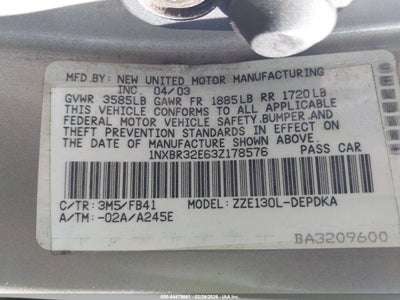 MFD.BY: NEW UNITED MOTOR MANUFACTURING
INC. 04/03
GVWR 3585LB GAWR FR 1885LB RR 1720LB
THIS VEHICLE CONFORMS TO ALL APPLICABLE
FEDERAL MOTOR VEHICLE SAFETY, BUMPER, AND
THEFT PREVENTION STANDARDS IN EFFECT ON
THE DATE OF MANUFACTURE SHOWN ABOVE.
1NXBR32E63Z178576 PASS CAR
C/TR: 3M5/FB41 MODEL: ZZE130L-DEPDKA
A/TM: -02A/A245E
BA3209600